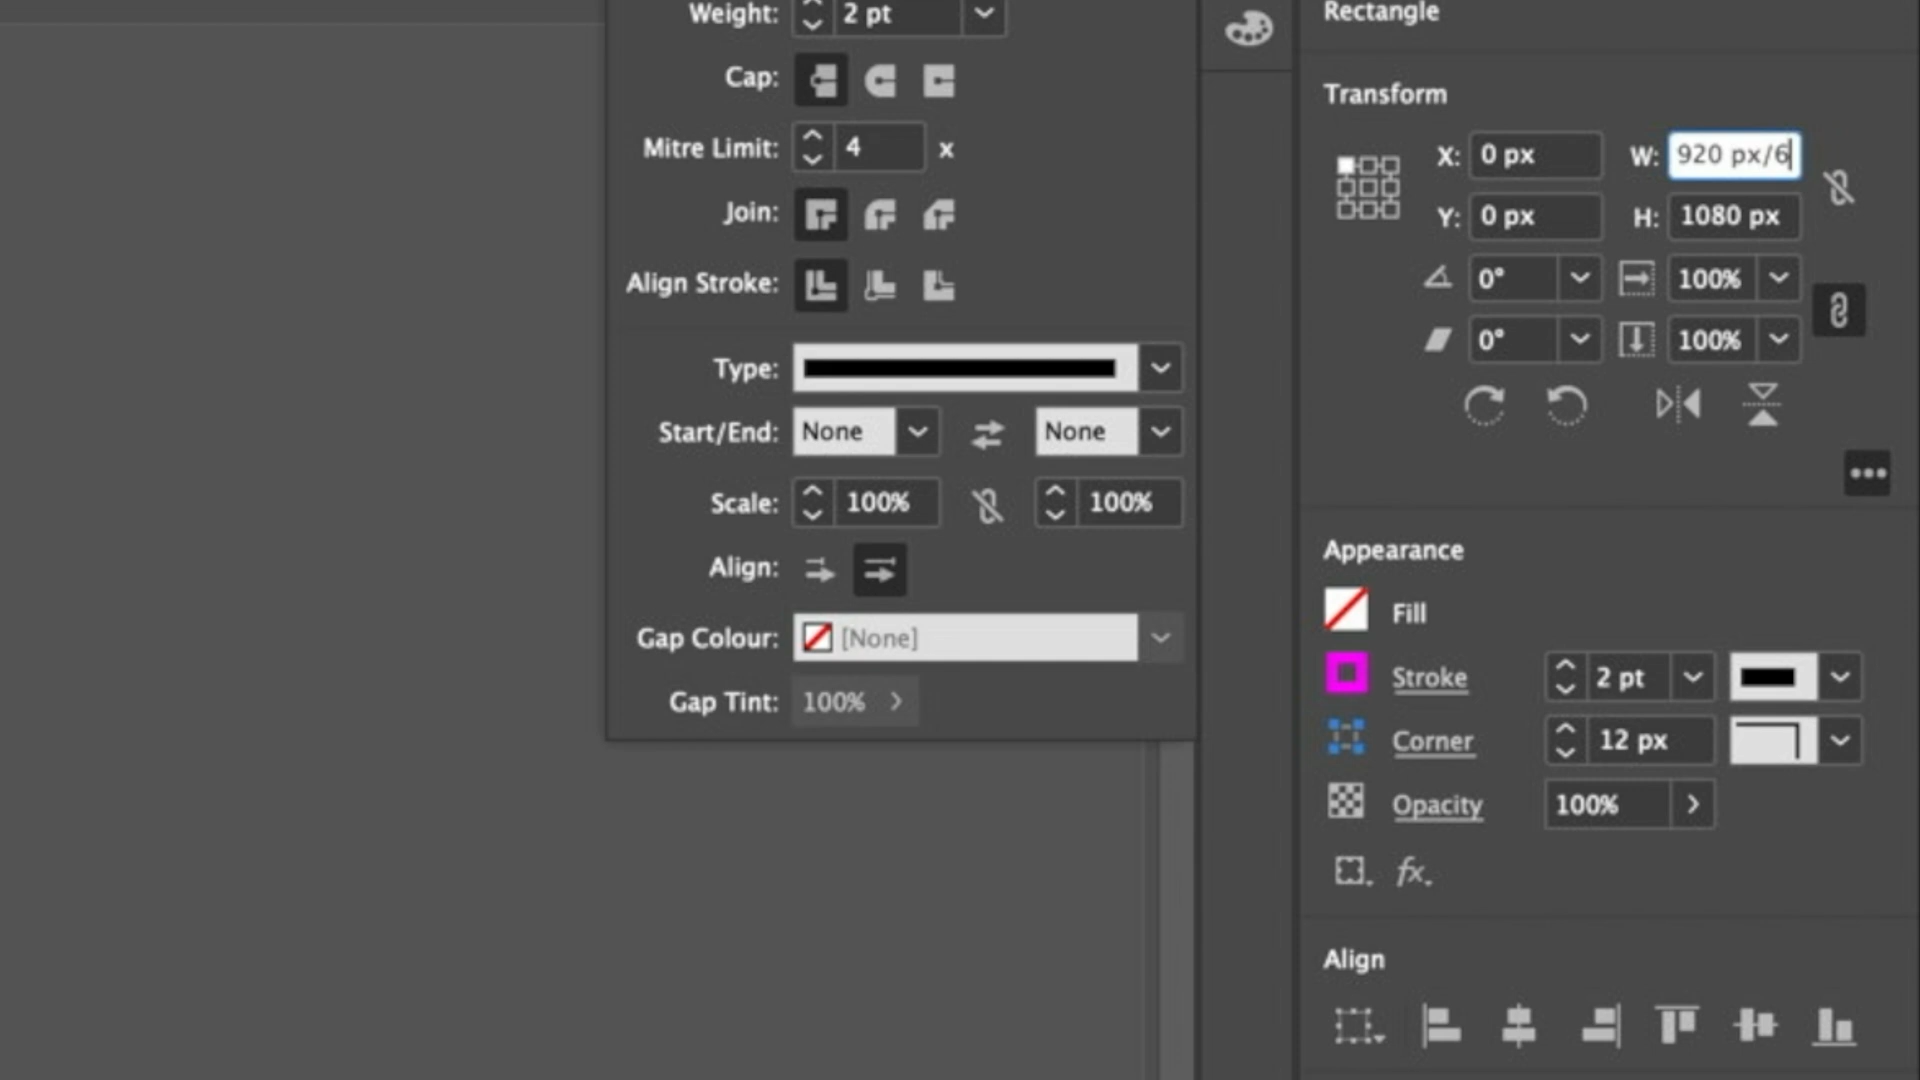 Weight: 2 pt
Cap:
Mitre Limit: 4 x
Join:
Align Stroke:
Type:
Start/End: None None
Scale: 100% 100%
Align:
Gap Colour: [None]
Gap Tint: 100%
Rectangle
Transform
X: 0 px W: 920 px/6
Y: 0 px H: 1080 px
0° 100%
0° 100%
Appearance
Fill
Stroke 2 pt
Corner 12 px
Opacity 100%
fx.
Align